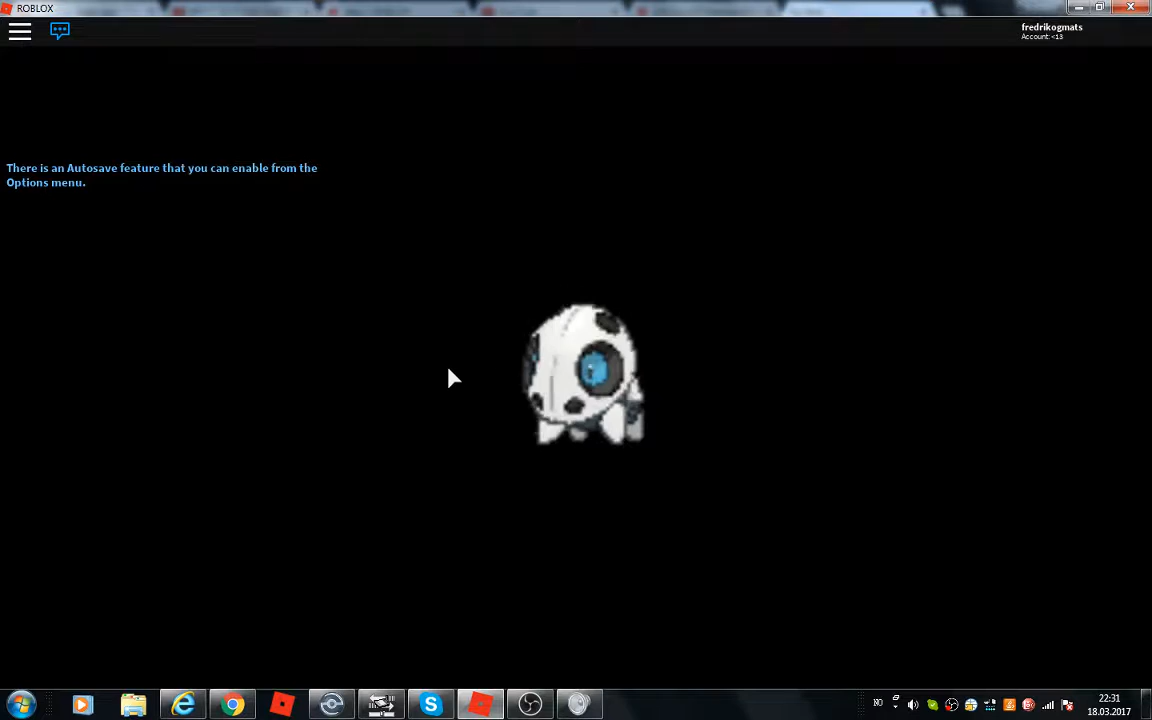 ROBLOX
fredrikogmats
Account: <13
There is an Autosave feature that you can enable from the
Options menu.
NO
22:31
18.03.2017